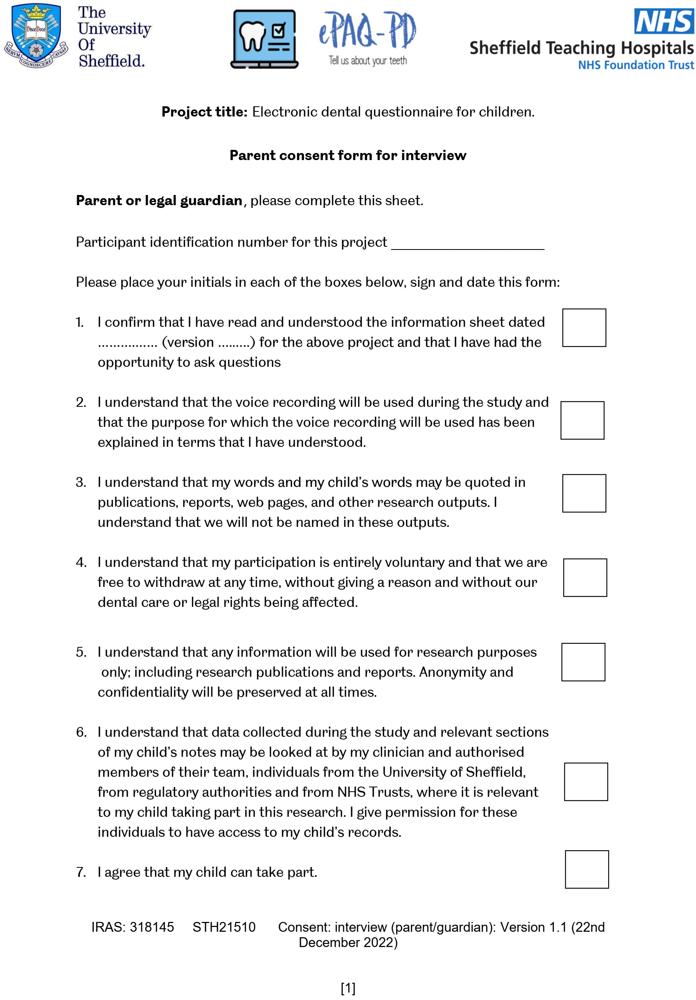 The
University
Of
Sheffield.
Disce Doce
RERVM COGNOSCERE CAVSAS
ePAQ-PD
Tell us about your teeth
NHS
Sheffield Teaching Hospitals
NHS Foundation Trust
Project title: Electronic dental questionnaire for children.
Parent consent form for interview
Parent or legal guardian, please complete this sheet.
Participant identification number for this project ____________________
Please place your initials in each of the boxes below, sign and date this form:
1. I confirm that I have read and understood the information sheet dated
................ (version .........) for the above project and that I have had the
opportunity to ask questions
2. I understand that the voice recording will be used during the study and
that the purpose for which the voice recording will be used has been
explained in terms that I have understood.
3. I understand that my words and my child’s words may be quoted in
publications, reports, web pages, and other research outputs. I
understand that we will not be named in these outputs.
4. I understand that my participation is entirely voluntary and that we are
free to withdraw at any time, without giving a reason and without our
dental care or legal rights being affected.
5. I understand that any information will be used for research purposes
only; including research publications and reports. Anonymity and
confidentiality will be preserved at all times.
6. I understand that data collected during the study and relevant sections
of my child’s notes may be looked at by my clinician and authorised
members of their team, individuals from the University of Sheffield,
from regulatory authorities and from NHS Trusts, where it is relevant
to my child taking part in this research. I give permission for these
individuals to have access to my child’s records.
7. I agree that my child can take part.
IRAS: 318145 STH21510 Consent: interview (parent/guardian): Version 1.1 (22nd
December 2022)
[1]